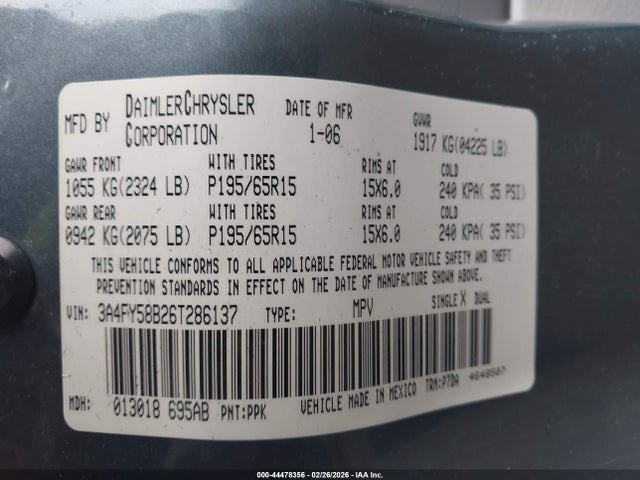 MFD BY DAIMLERCHRYSLER CORPORATION DATE OF MFR 1-06 GVWR 1917 KG(04225 LB)
GAWR FRONT WITH TIRES RIMS AT COLD
1055 KG(2324 LB) P195/65R15 15X6.0 240 KPA( 35 PSI)
GAWR REAR WITH TIRES RIMS AT COLD
0942 KG(2075 LB) P195/65R15 15X6.0 240 KPA( 35 PSI)
THIS VEHICLE CONFORMS TO ALL APPLICABLE FEDERAL MOTOR VEHICLE SAFETY AND THEFT
PREVENTION STANDARDS IN EFFECT ON THE DATE OF MANUFACTURE SHOWN ABOVE.
VIN: 3A4FY58B26T286137 TYPE: MPV SINGLE X DUAL
MDH: 013018 695AB PNT:PPK VEHICLE MADE IN MEXICO TRM:P7DA 4648507
000-44478356 - 02/26/2026 - IAA Inc.